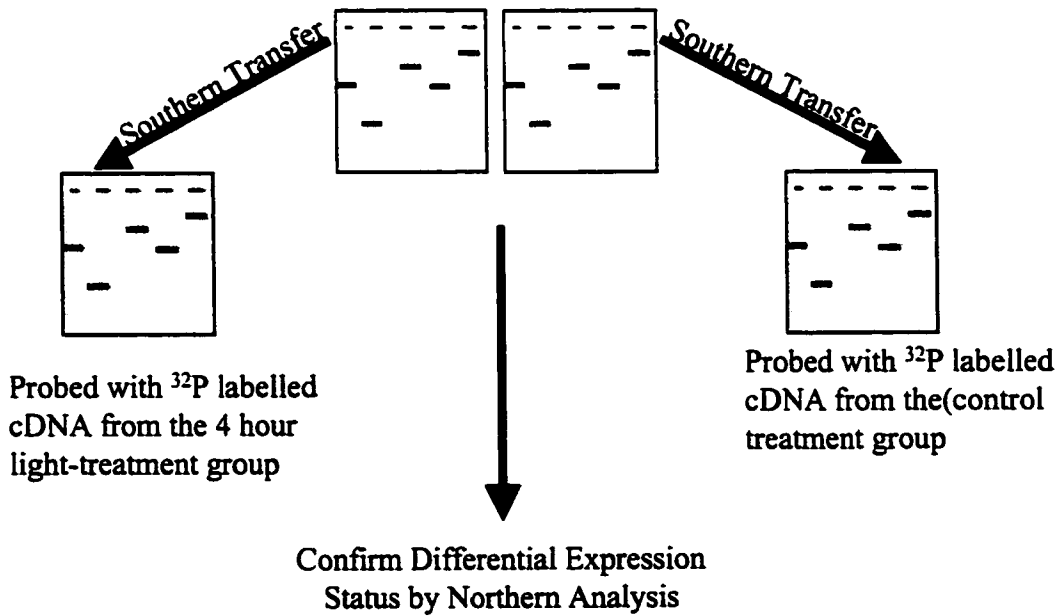 Southern Transfer
Southern Transfer
Probed with ³²P labelled
cDNA from the 4 hour
light-treatment group
Probed with ³²P labelled
cDNA from the(control
treatment group
Confirm Differential Expression
Status by Northern Analysis